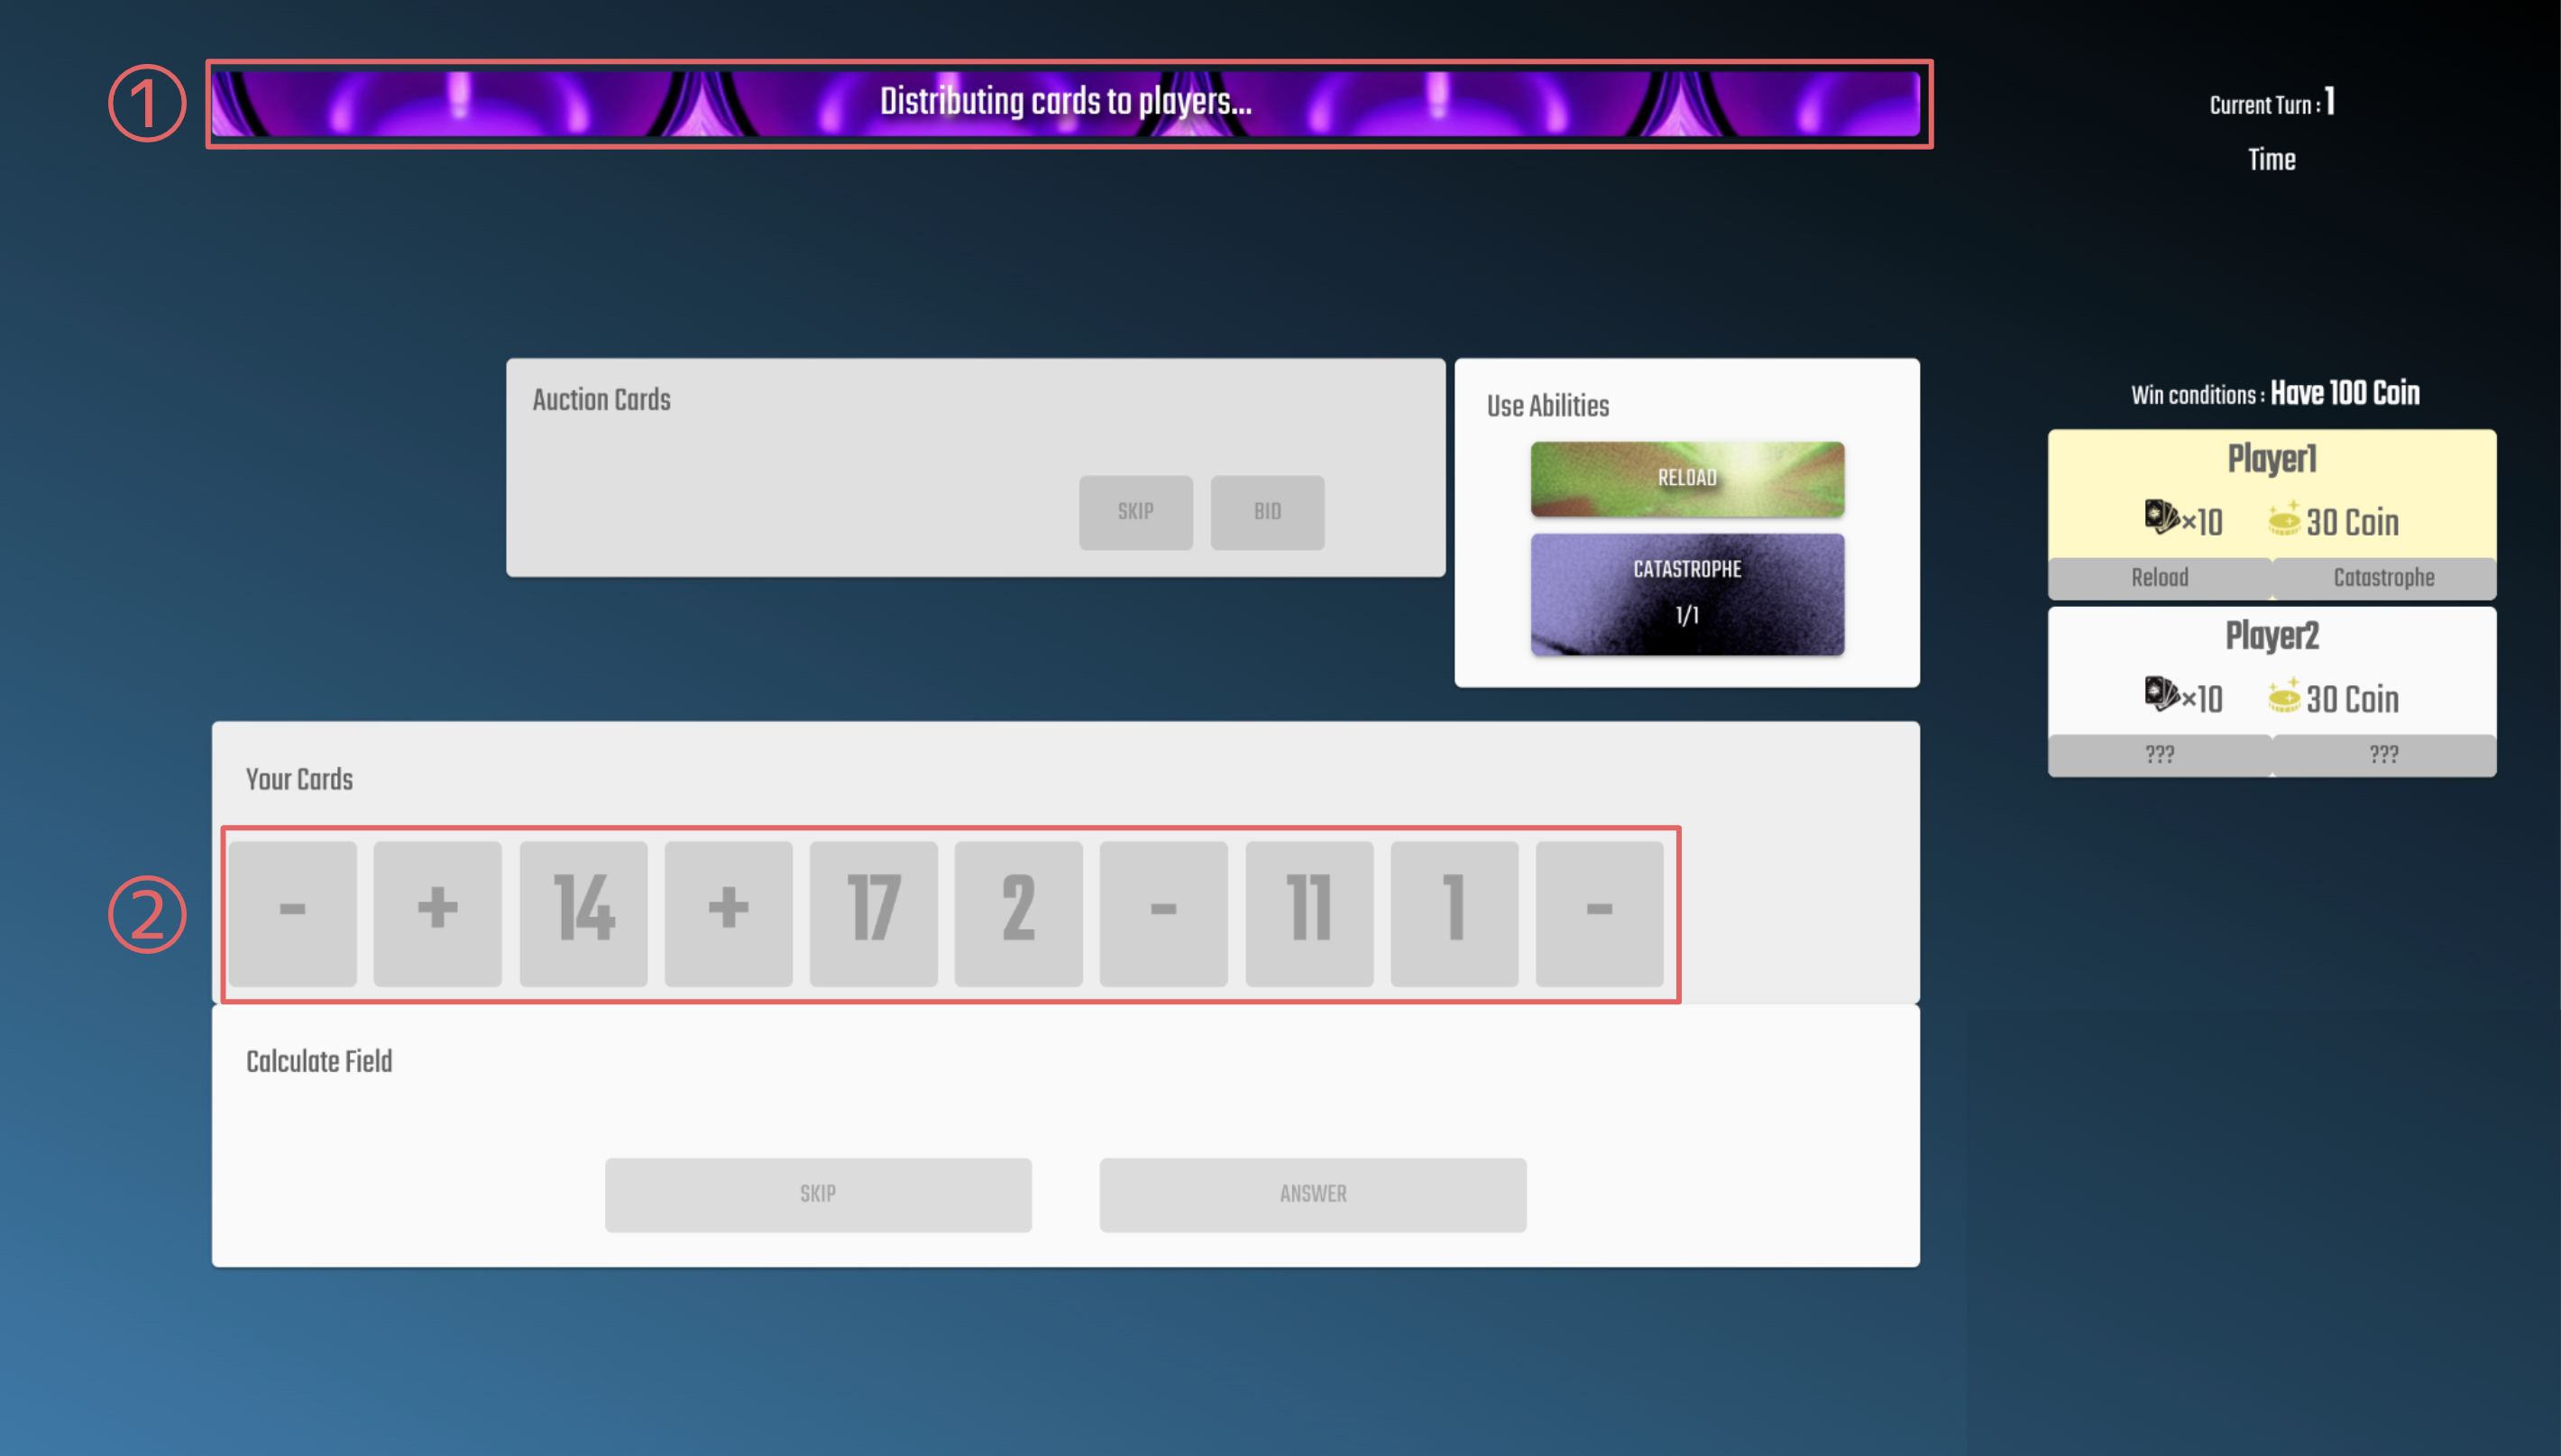 ①
Distributing cards to players...
Current Turn : 1
Time
Auction Cards
SKIP
BID
Use Abilities
RELOAD
CATASTROPHE
1/1
Win conditions : Have 100 Coin
Player1
×10
30 Coin
Reload
Catastrophe
Player2
×10
30 Coin
???
???
Your Cards
②
- + 14 + 17 2 - 11 1 -
Calculate Field
SKIP
ANSWER